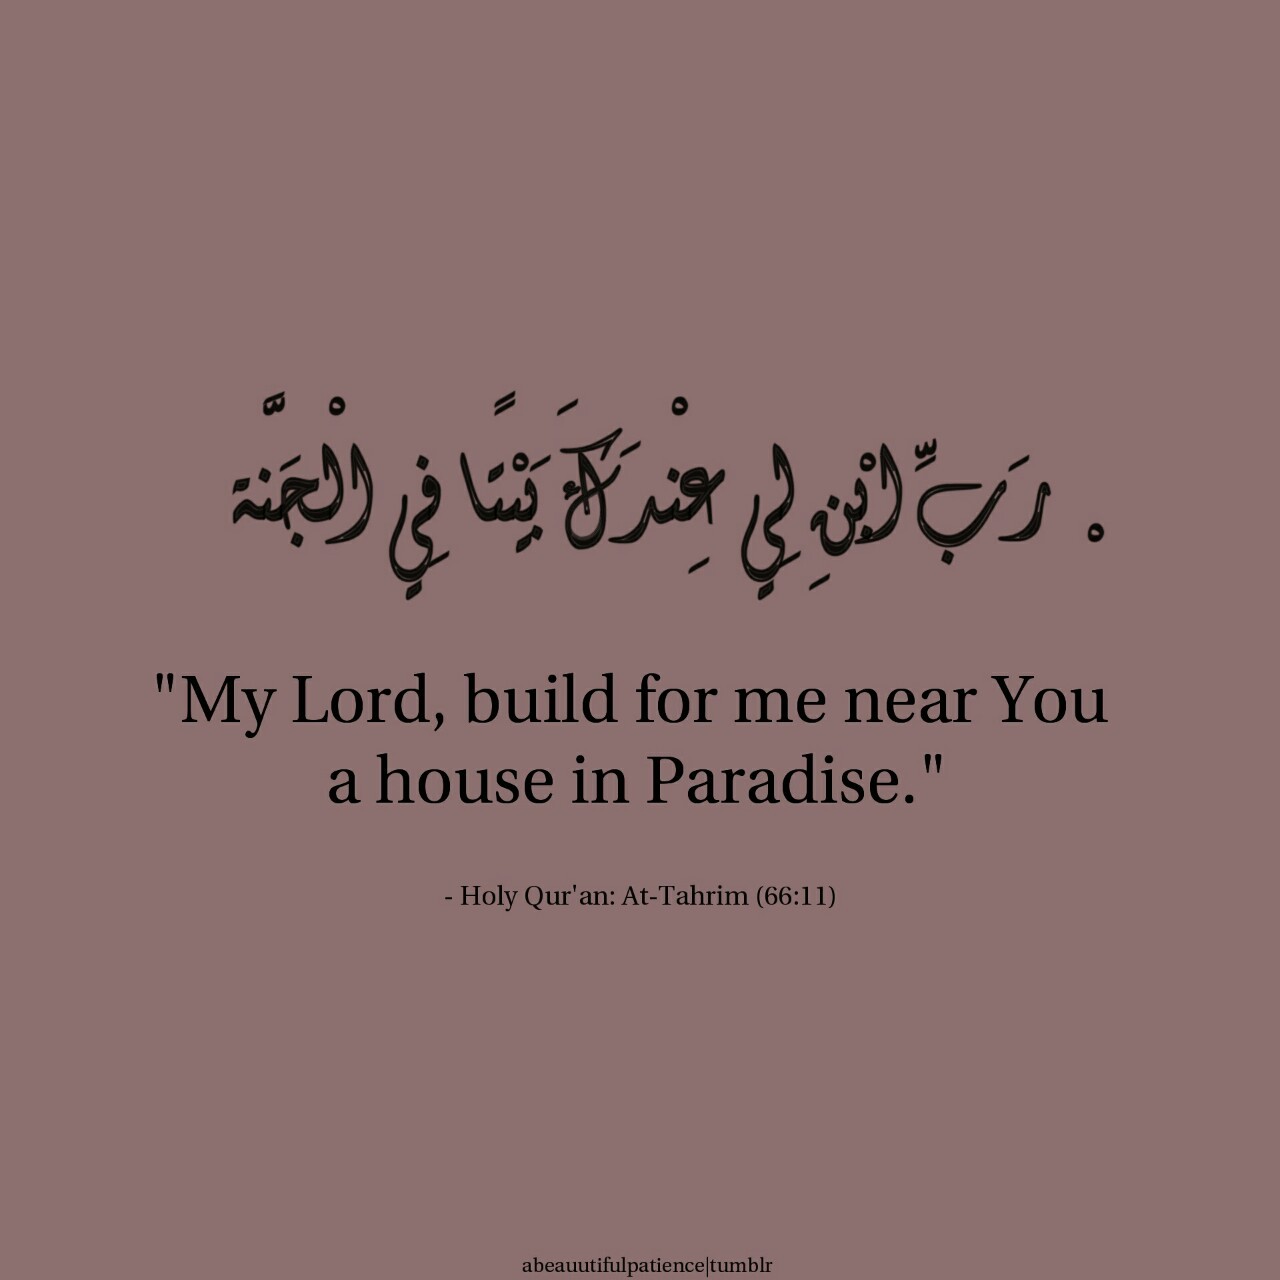 رَبِّ ابْنِ لِي عِنْدَكَ بَيْتًا فِي الْجَنَّة .
"My Lord, build for me near You
a house in Paradise."
- Holy Qur'an: At-Tahrim (66:11)
abeauutifulpatience|tumblr